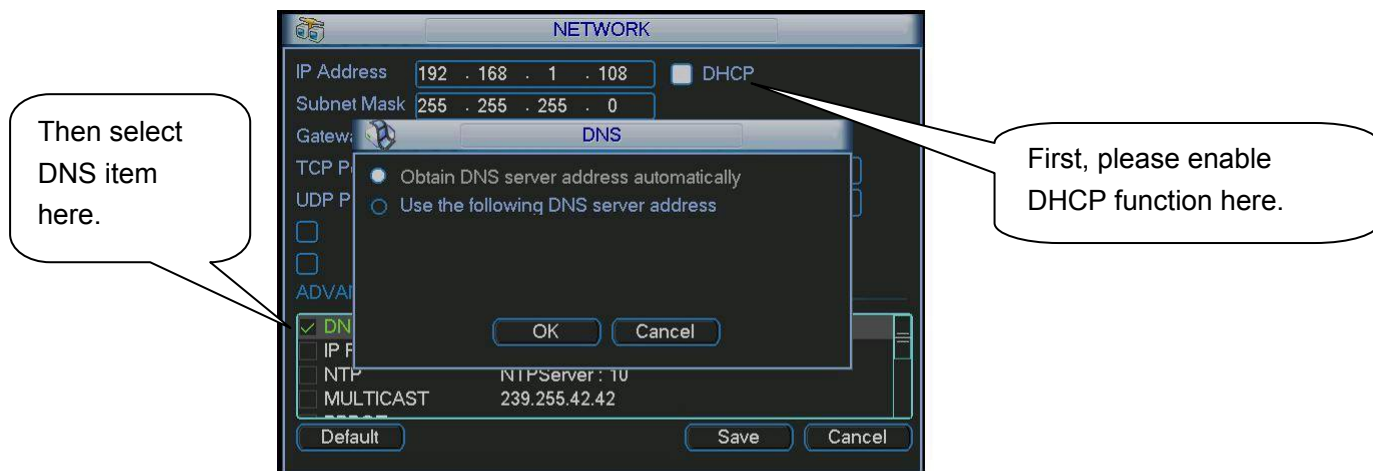 NETWORK
IP Address 192 . 168 . 1 . 108 DHCP
Subnet Mask 255 . 255 . 255 . 0
DNS
Obtain DNS server address automatically
Use the following DNS server address
OK Cancel
NTP NTPServer : 10
MULTICAST 239.255.42.42
Default Save Cancel
Then select
DNS item
here.
First, please enable
DHCP function here.